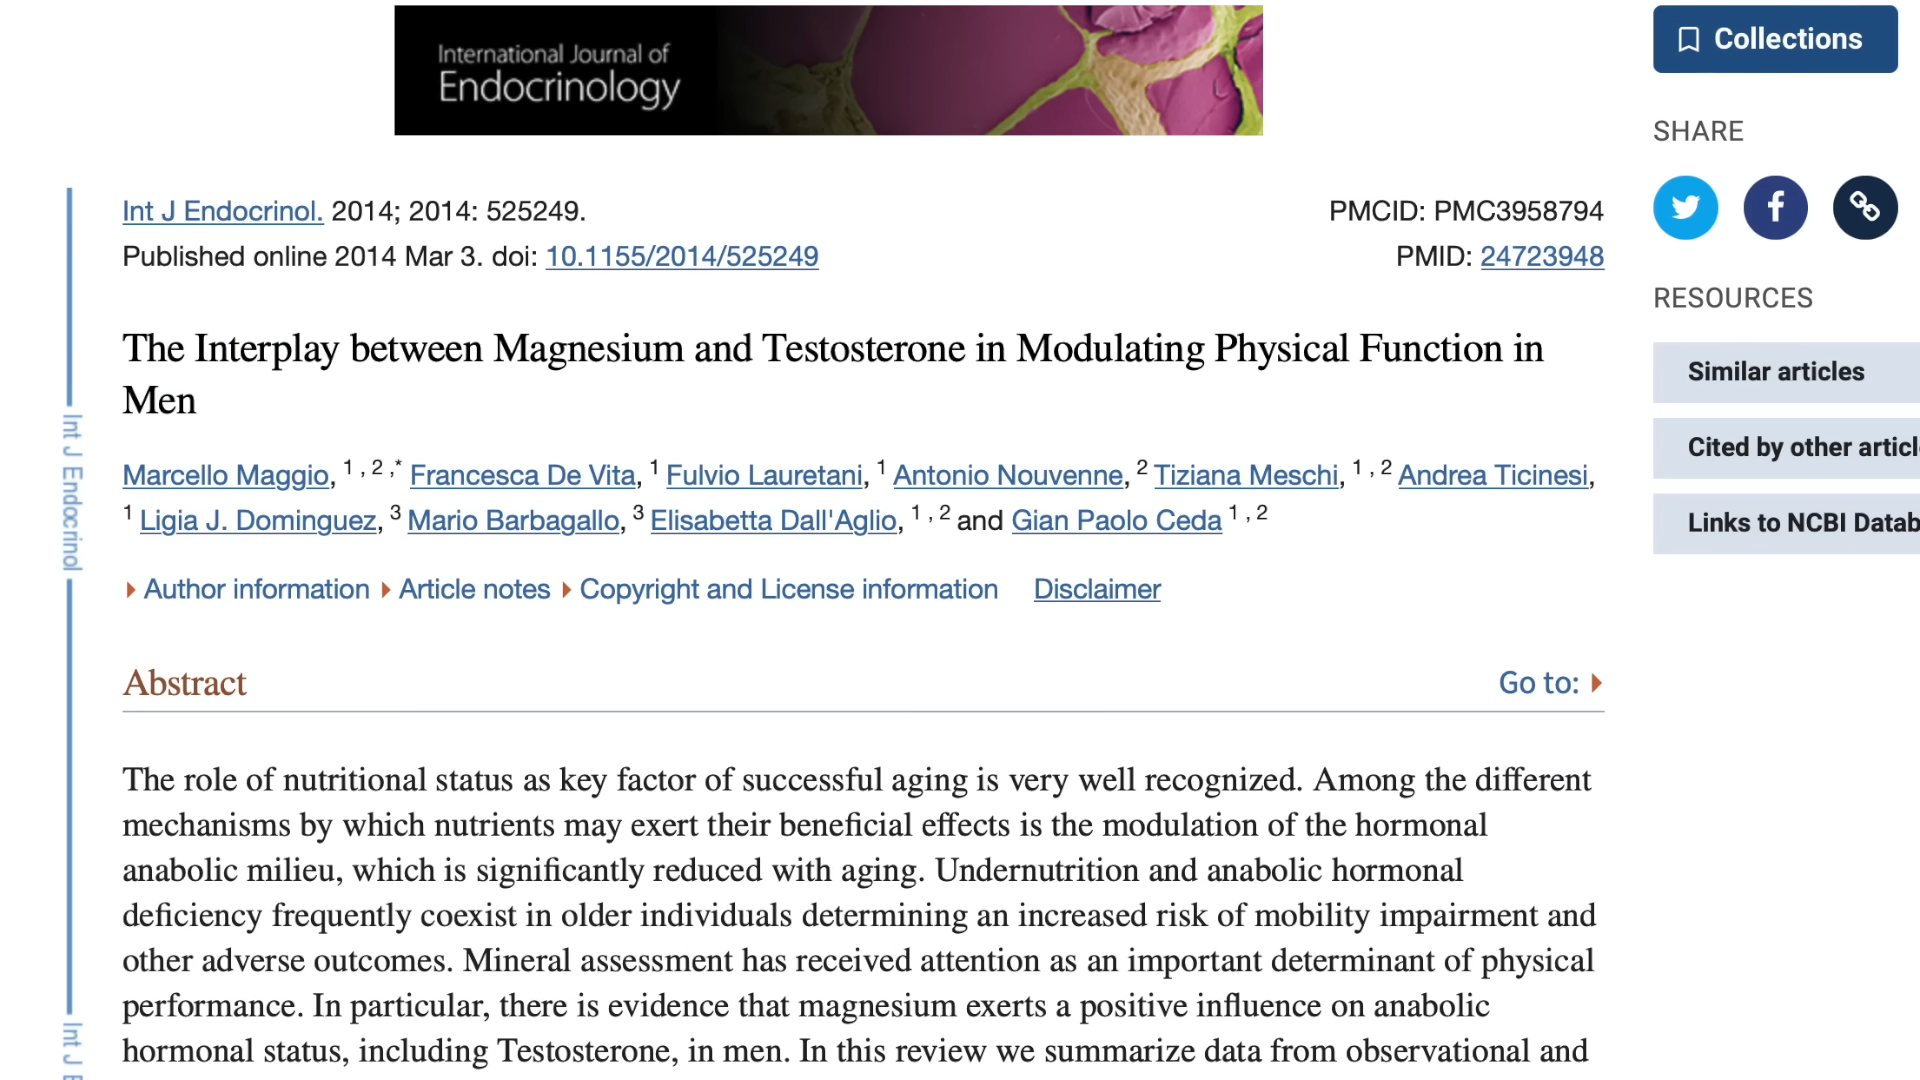 International Journal of
Endocrinology
Collections
SHARE
Int J Endocrinol. 2014; 2014: 525249.
PMCID: PMC3958794
Published online 2014 Mar 3. doi: 10.1155/2014/525249
PMID: 24723948
RESOURCES
The Interplay between Magnesium and Testosterone in Modulating Physical Function in
Men
Similar articles
Cited by other articl
Links to NCBI Datab
Marcello Maggio, 1 , 2 ,* Francesca De Vita, 1 Fulvio Lauretani, 1 Antonio Nouvenne, 2 Tiziana Meschi, 1 , 2 Andrea Ticinesi,
1 Ligia J. Dominguez, 3 Mario Barbagallo, 3 Elisabetta Dall'Aglio, 1 , 2 and Gian Paolo Ceda 1 , 2
Author information Article notes Copyright and License information Disclaimer
Int J Endocrinol
Abstract
Go to:
The role of nutritional status as key factor of successful aging is very well recognized. Among the different
mechanisms by which nutrients may exert their beneficial effects is the modulation of the hormonal
anabolic milieu, which is significantly reduced with aging. Undernutrition and anabolic hormonal
deficiency frequently coexist in older individuals determining an increased risk of mobility impairment and
other adverse outcomes. Mineral assessment has received attention as an important determinant of physical
performance. In particular, there is evidence that magnesium exerts a positive influence on anabolic
hormonal status, including Testosterone, in men. In this review we summarize data from observational and
Int J E